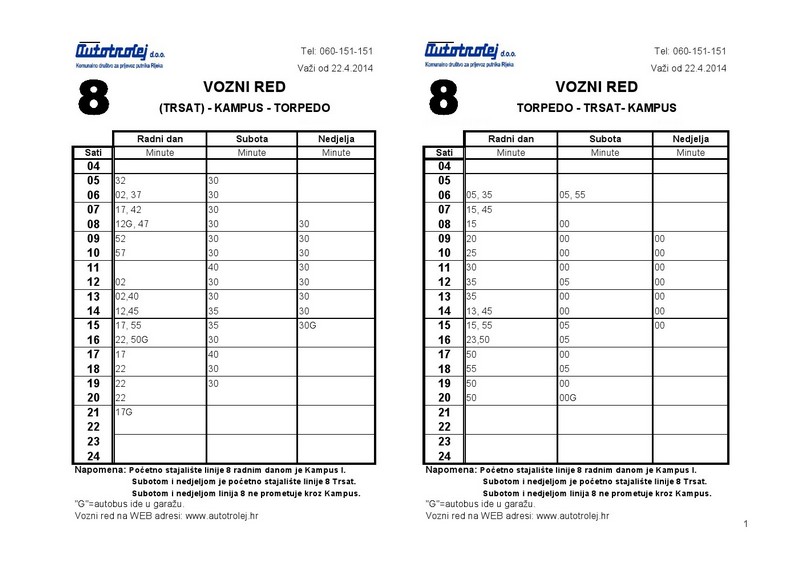 Autotrolej d.o.o.
Komunalno društvo za prijevoz putnika Rijeka
Tel: 060-151-151
Važi od 22.4.2014
8
VOZNI RED
(TRSAT) - KAMPUS - TORPEDO
Radni dan Subota Nedjelja
Sati Minute Minute Minute
04
05 32 30
06 02, 37 30
07 17, 42 30
08 12G, 47 30 30
09 52 30 30
10 57 30 30
11 40 30
12 02 30 30
13 02,40 30 30
14 12,45 35 30
15 17, 55 35 30G
16 22, 50G 30
17 17 40
18 22 30
19 22 30
20 22
21 17G
22
23
24
Napomena: Početno stajalište linije 8 radnim danom je Kampus I.
Subotom i nedjeljom je početno stajalište linije 8 Trsat.
Subotom i nedjeljom linija 8 ne prometuje kroz Kampus.
"G"=autobus ide u garažu.
Vozni red na WEB adresi: www.autotrolej.hr
Autotrolej d.o.o.
Komunalno društvo za prijevoz putnika Rijeka
Tel: 060-151-151
Važi od 22.4.2014
8
VOZNI RED
TORPEDO - TRSAT- KAMPUS
Radni dan Subota Nedjelja
Sati Minute Minute Minute
04
05
06 05, 35 05, 55
07 15, 45
08 15 00
09 20 00 00
10 25 00 00
11 30 00 00
12 35 05 00
13 35 00 00
14 13, 45 00 00
15 15, 55 05 00
16 23,50 05
17 50 00
18 55 05
19 50 00
20 50 00G
21
22
23
24
Napomena: Početno stajalište linije 8 radnim danom je Kampus I.
Subotom i nedjeljom je početno stajalište linije 8 Trsat.
Subotom i nedjeljom linija 8 ne prometuje kroz Kampus.
"G"=autobus ide u garažu.
Vozni red na WEB adresi: www.autotrolej.hr
1